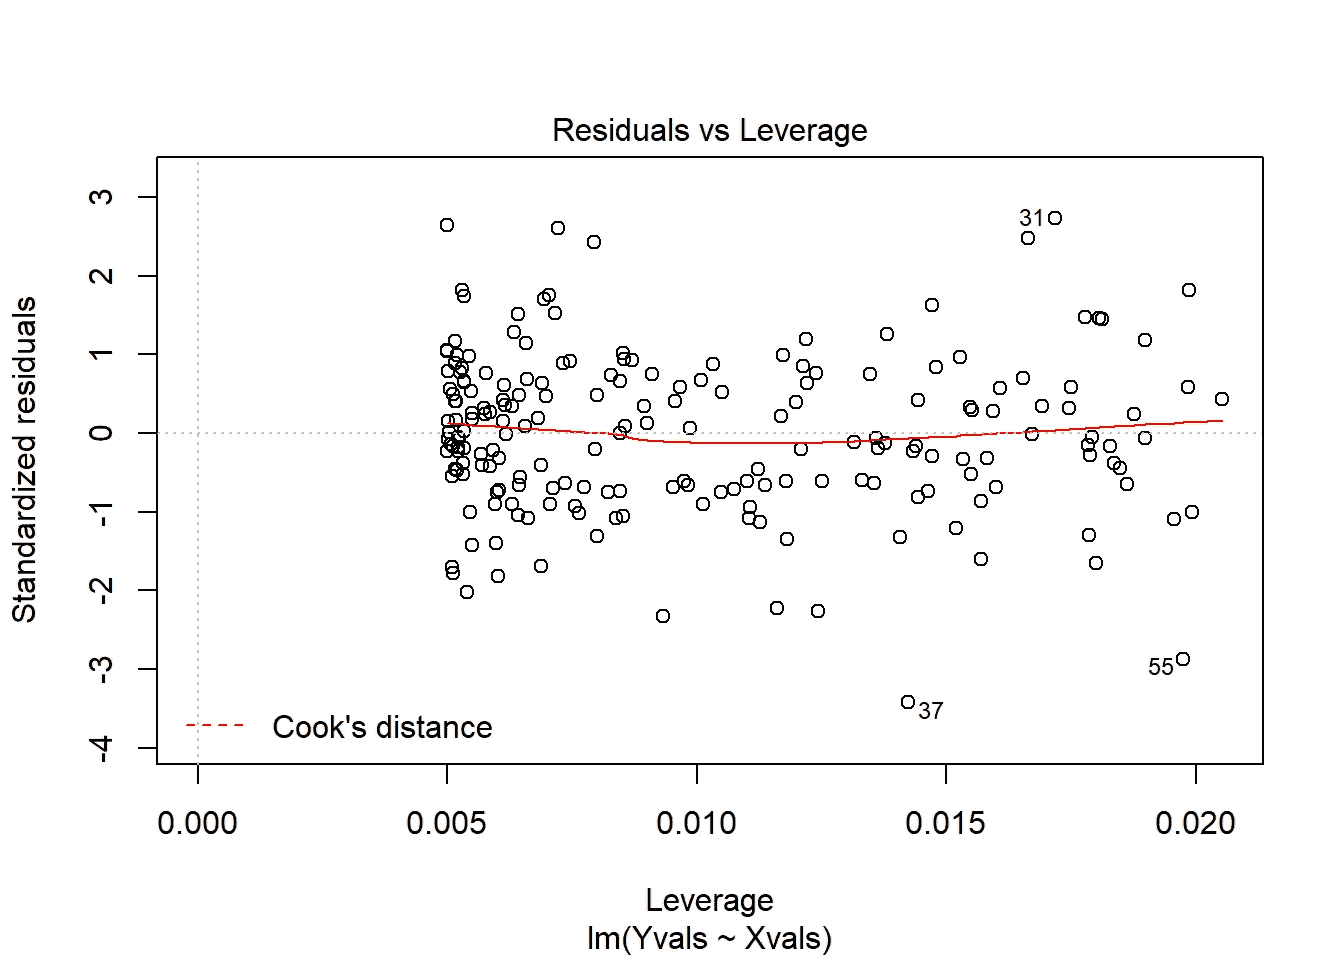 Residuals vs Leverage
Standardized residuals
3
2
1
0
-1
-2
-3
-4
31
55
37
Cook's distance
0.000 0.005 0.010 0.015 0.020
Leverage
lm(Yvals ~ Xvals)